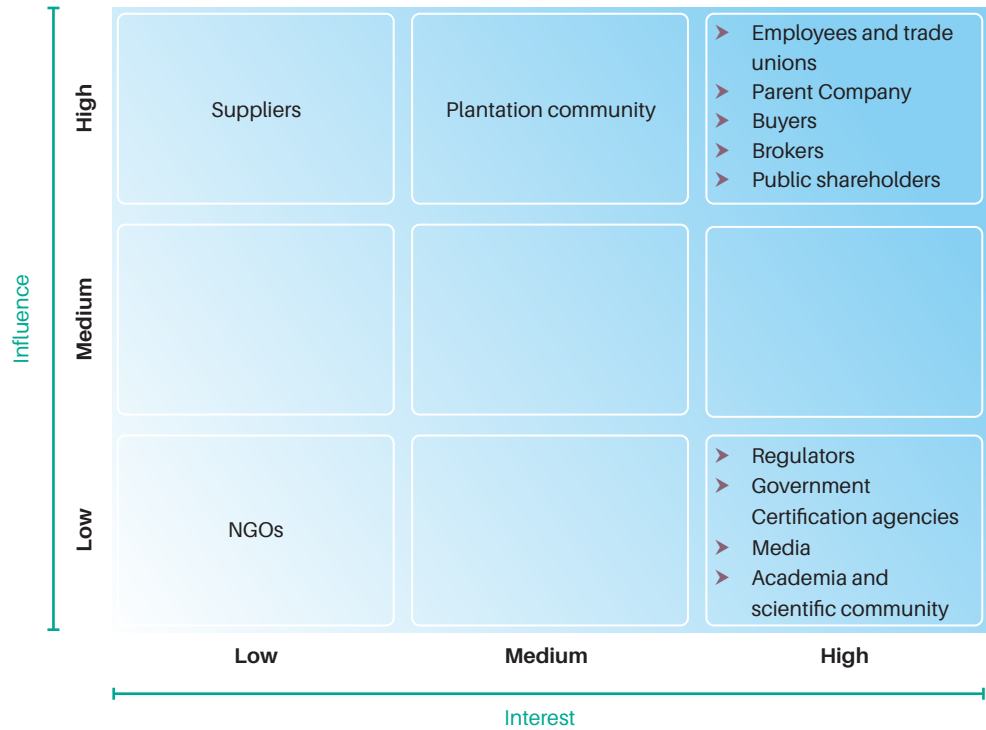 Influence
High
Medium
Low
Suppliers
Plantation community
Employees and trade
unions
Parent Company
Buyers
Brokers
Public shareholders
NGOs
Regulators
Government
Certification agencies
Media
Academia and
scientific community
Low
Medium
High
Interest